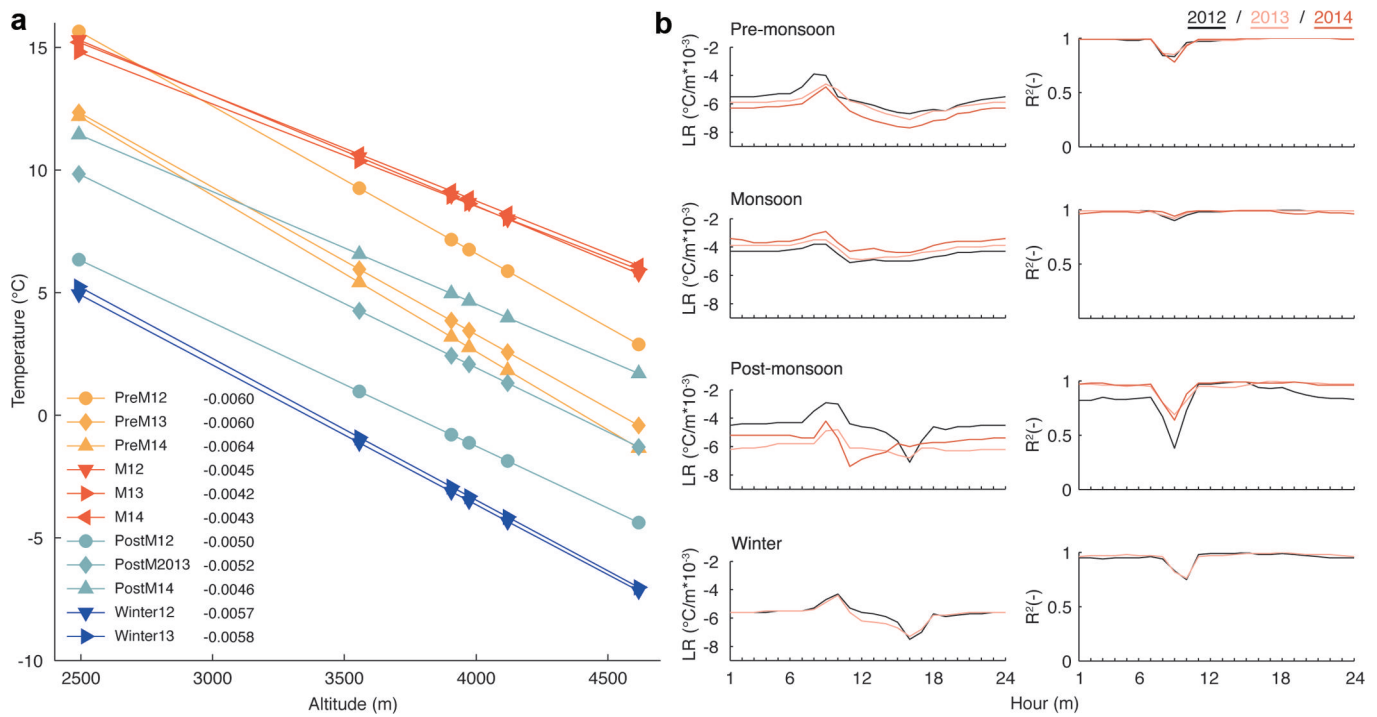 a
15
10
5
0
-5
-10
Temperature (°C)
PreM12 -0.0060
PreM13 -0.0060
PreM14 -0.0064
M12 -0.0045
M13 -0.0042
M14 -0.0043
PostM12 -0.0050
PostM2013 -0.0052
PostM14 -0.0046
Winter12 -0.0057
Winter13 -0.0058
2500 3000 3500 4000 4500
Altitude (m)
b
2012 / 2013 / 2014
Pre-monsoon
-2
-4
-6
-8
LR (°C/m*10⁻³)
1
0.5
0
R²(-)
Monsoon
-2
-4
-6
-8
LR (°C/m*10⁻³)
1
0.5
R²(-)
Post-monsoon
-2
-4
-6
-8
LR (°C/m*10⁻³)
1
0.5
0
R²(-)
Winter
-2
-4
-6
-8
LR (°C/m*10⁻³)
1
0.5
0
R²(-)
1 6 12 18 24
1 6 12 18 24
Hour (m)